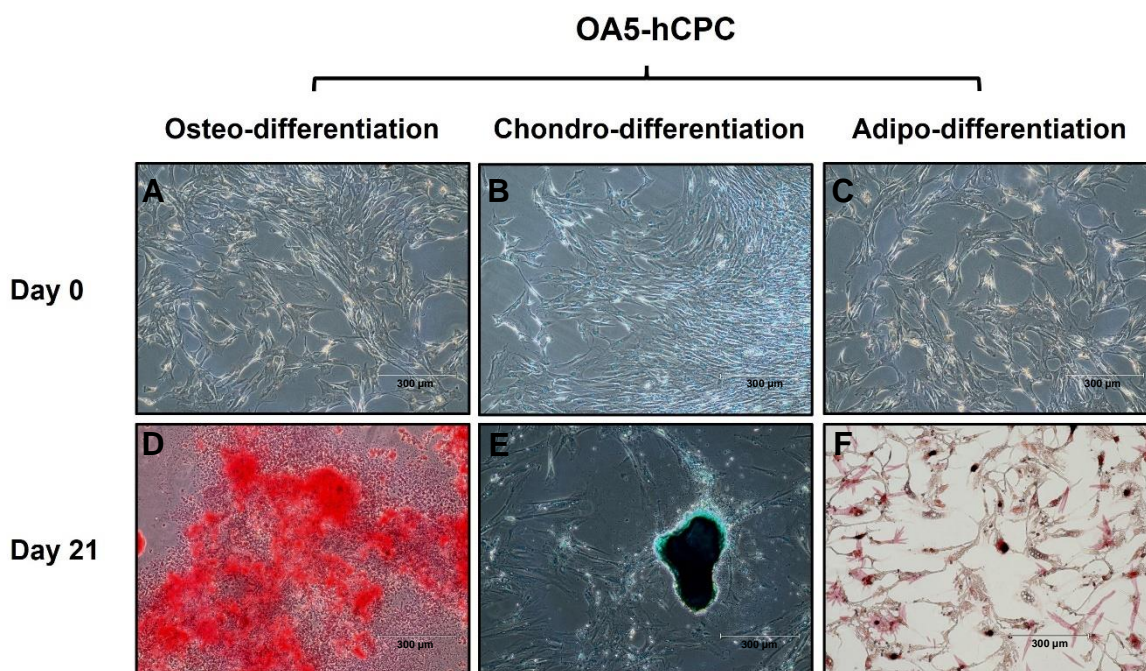 OA5-hCPC
Osteo-differentiation Chondro-differentiation Adipo-differentiation
Day 0
A B C
300 µm 300 µm 300 µm
Day 21
D E F
300 µm 300 µm 300 µm